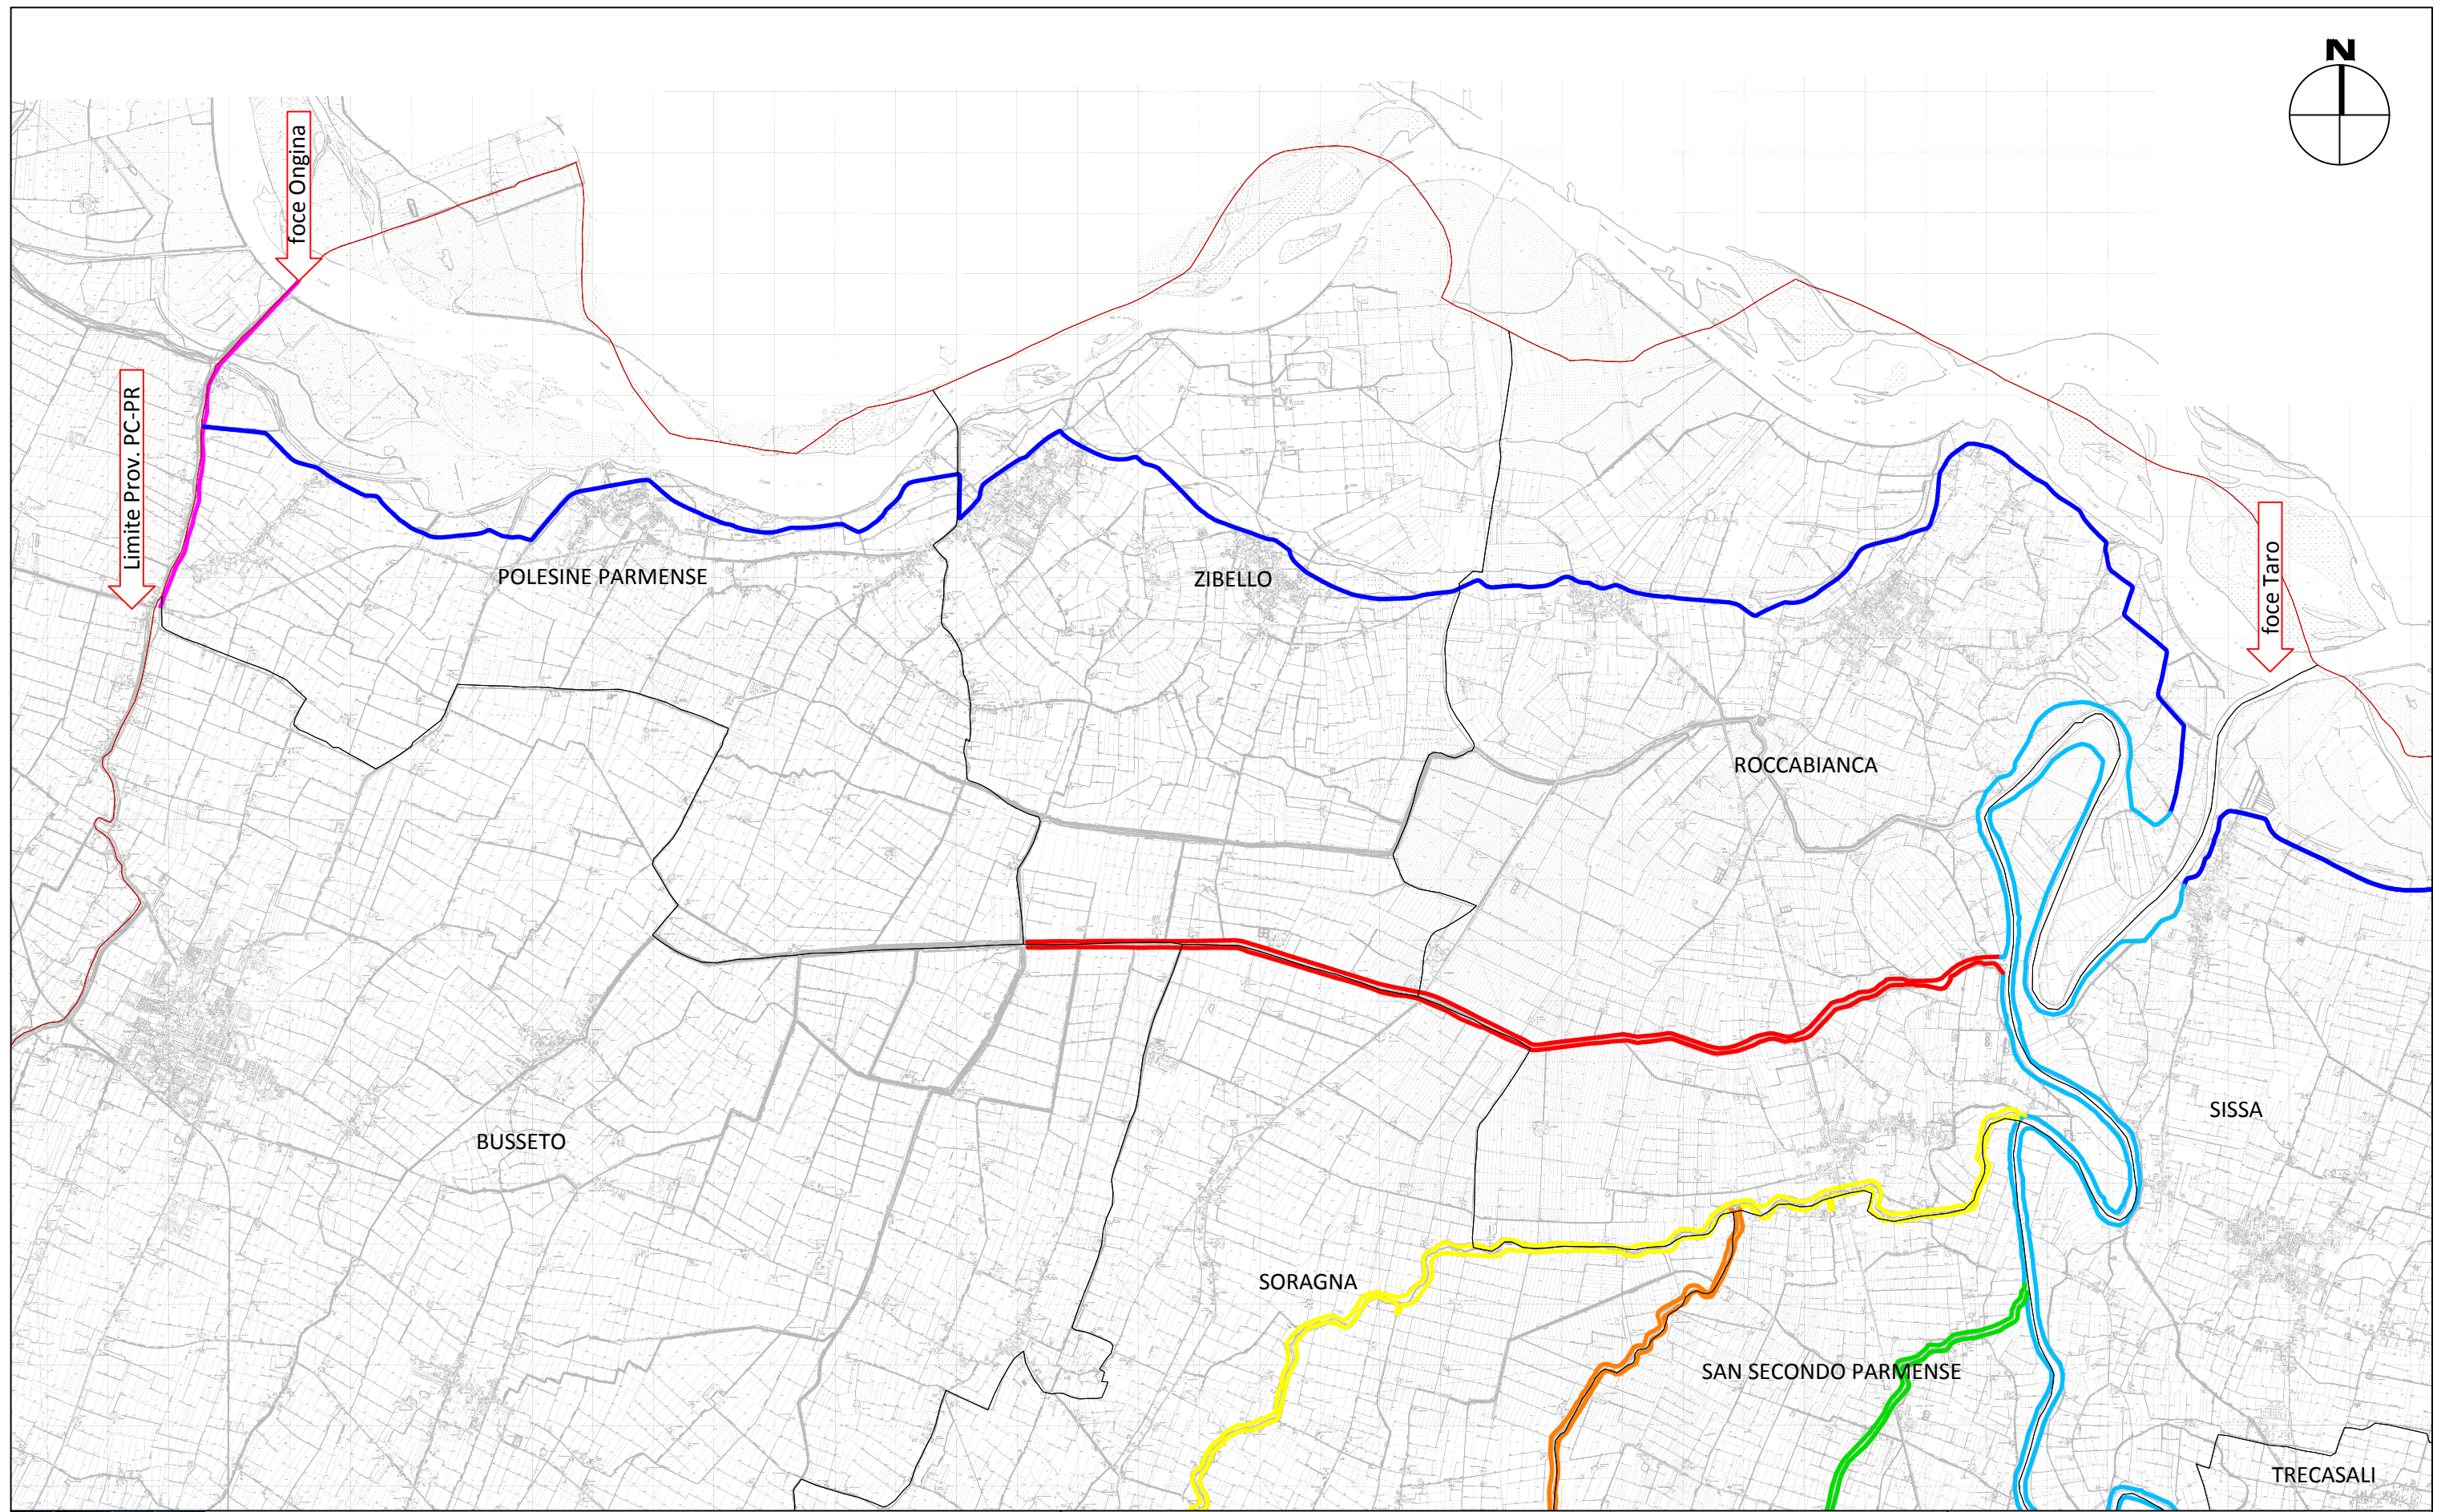 N
foce Ongina
Limite Prov. PC-PR
foce Taro
POLESINE PARMENSE
ZIBELLO
ROCCABIANCA
BUSSETO
SISSA
SORAGNA
SAN SECONDO PARMENSE
TRECASALI